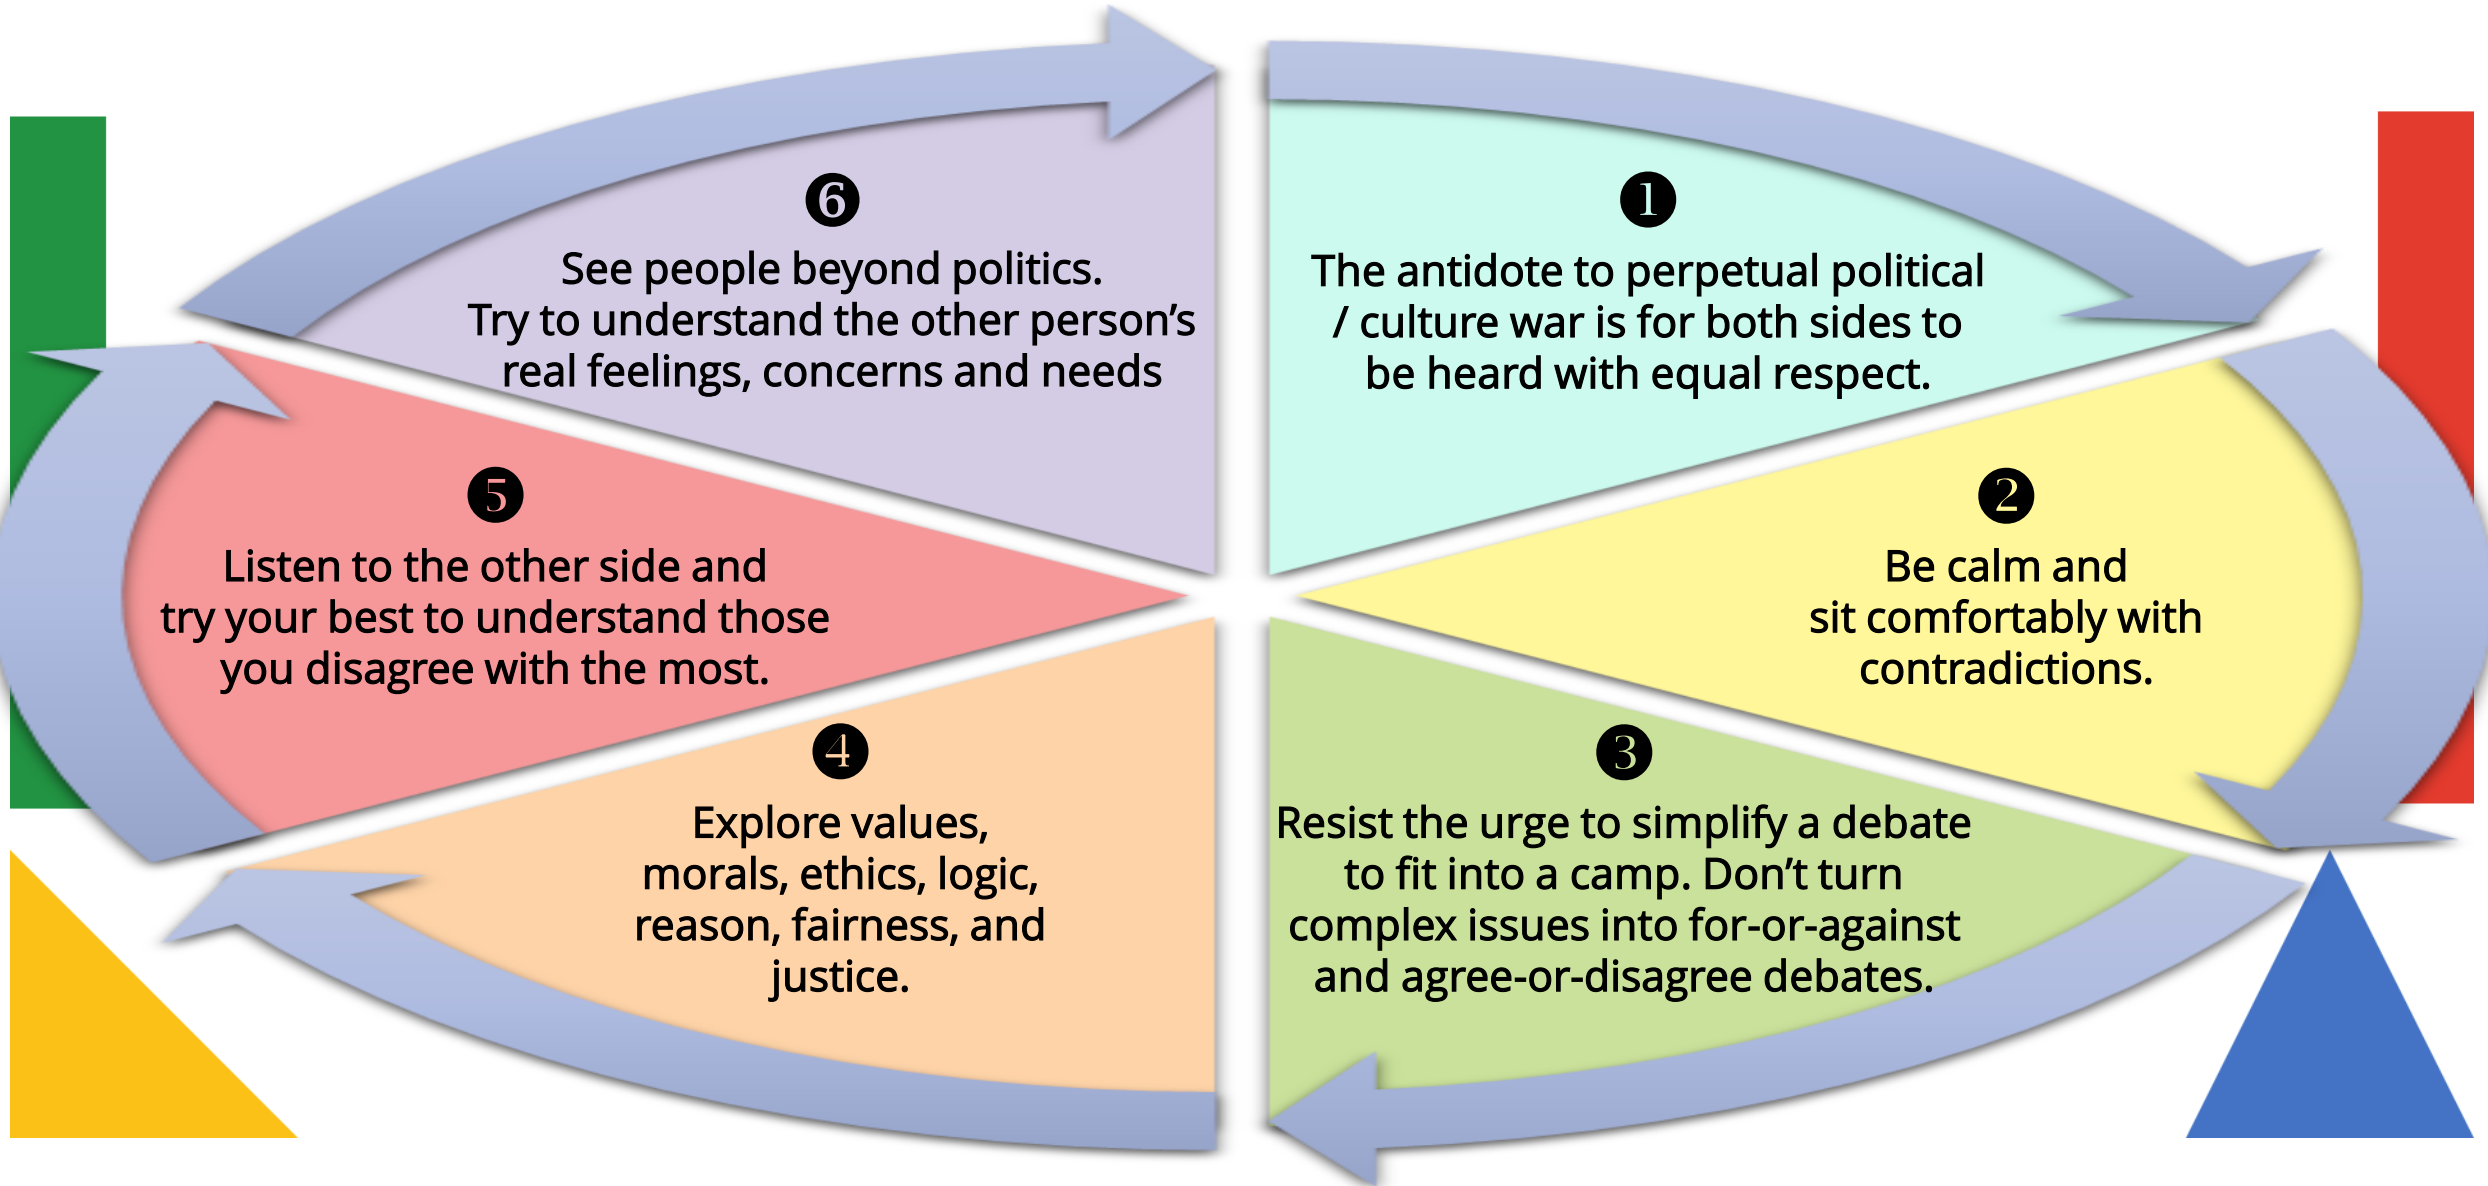 ❶
The antidote to perpetual political
/ culture war is for both sides to
be heard with equal respect.
❷
Be calm and
sit comfortably with
contradictions.
❸
Resist the urge to simplify a debate
to fit into a camp. Don’t turn
complex issues into for-or-against
and agree-or-disagree debates.
❹
Explore values,
morals, ethics, logic,
reason, fairness, and
justice.
❺
Listen to the other side and
try your best to understand those
you disagree with the most.
❻
See people beyond politics.
Try to understand the other person’s
real feelings, concerns and needs